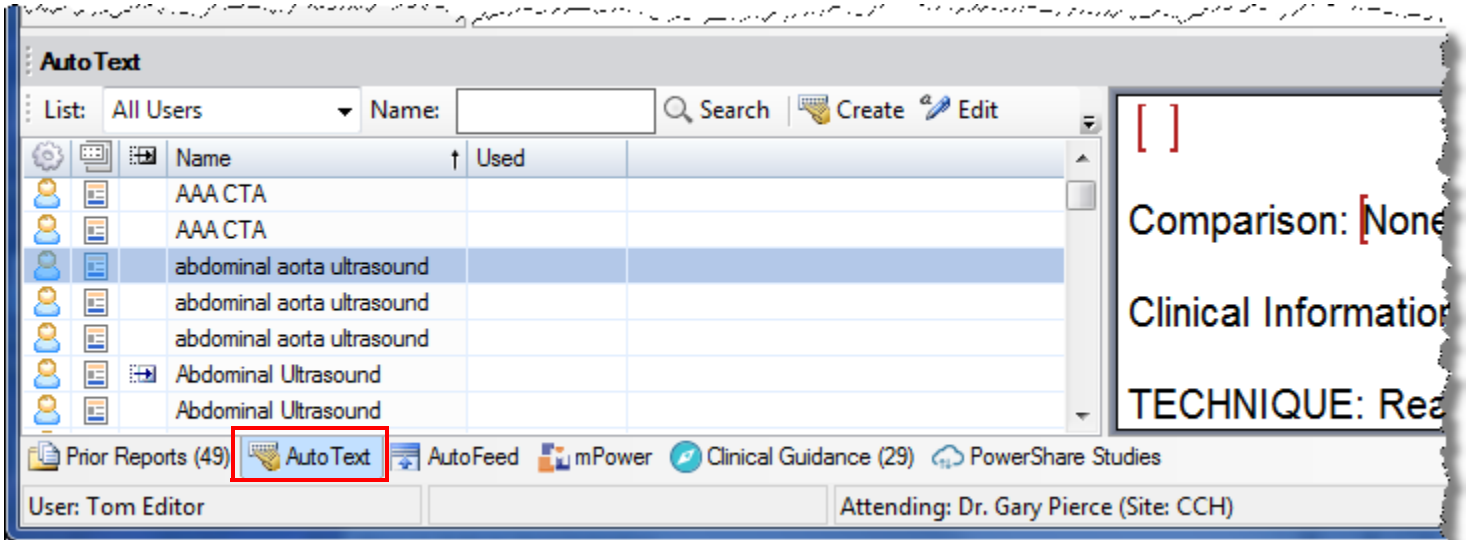 AutoText
List: All Users Name: Search Create Edit
Name Used
AAA CTA
AAA CTA
abdominal aorta ultrasound
abdominal aorta ultrasound
abdominal aorta ultrasound
Abdominal Ultrasound
Abdominal Ultrasound
[ ]
Comparison: [None
Clinical Information
TECHNIQUE: Rea
Prior Reports (49) AutoText AutoFeed mPower Clinical Guidance (29) PowerShare Studies
User: Tom Editor Attending: Dr. Gary Pierce (Site: CCH)